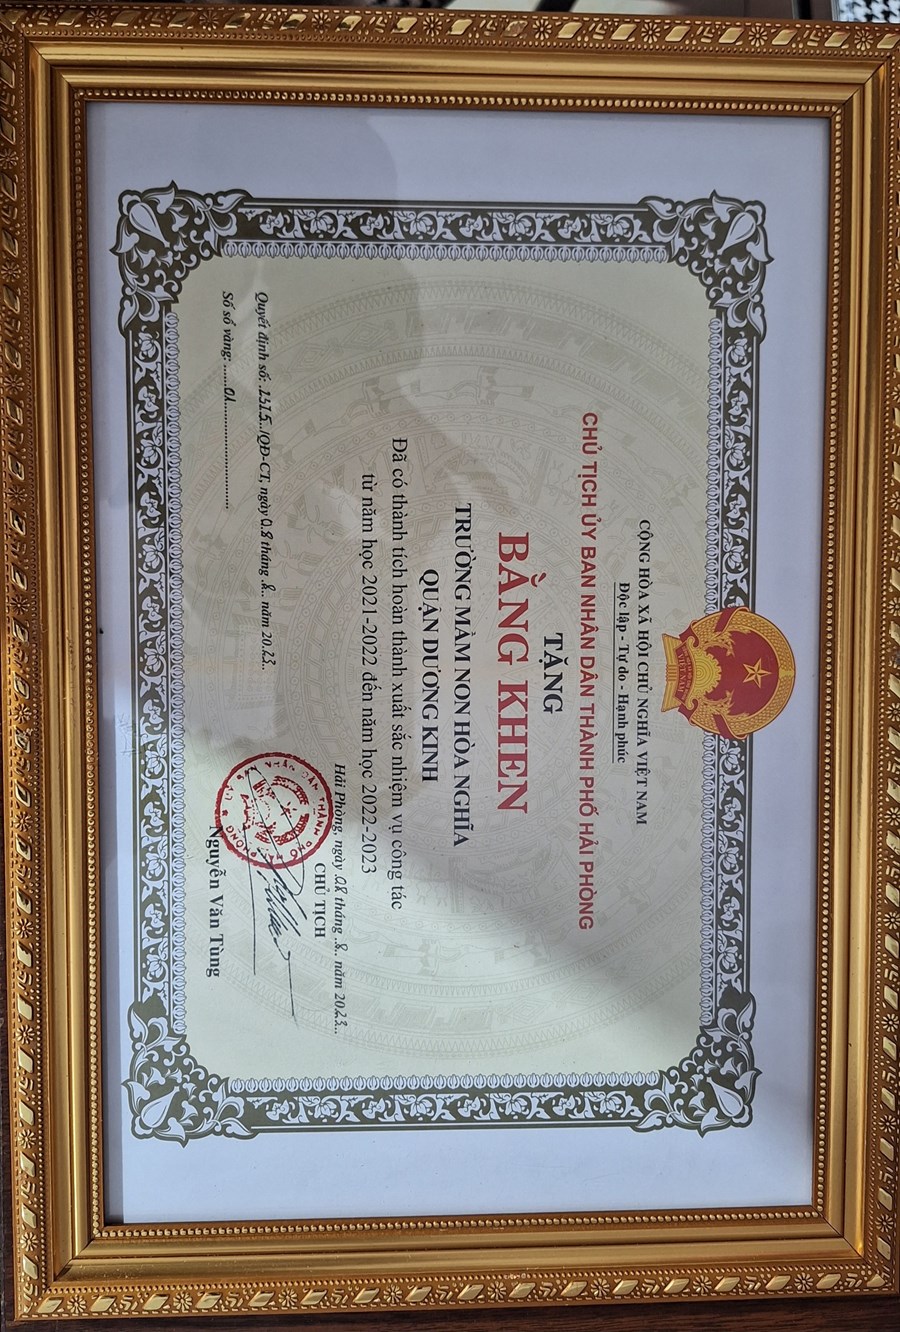 CỘNG HÒA XÃ HỘI CHỦ NGHĨA VIỆT NAM
Độc lập - Tự do - Hạnh phúc
CHỦ TỊCH ỦY BAN NHÂN DÂN THÀNH PHỐ HẢI PHÒNG
TẶNG
BẰNG KHEN
TRƯỜNG MẦM NON HÒA NGHĨA
QUẬN DƯƠNG KINH
Đã có thành tích hoàn thành xuất sắc nhiệm vụ công tác
từ năm học 2021-2022 đến năm học 2022-2023
Hải Phòng, ngày 08 tháng .8.. năm 2023...
CHỦ TỊCH
Nguyễn Văn Tùng
Quyết định số: .2315../QĐ-CT, ngày 08 tháng .8.. năm 2023..
Số sổ vàng: ......01..........................